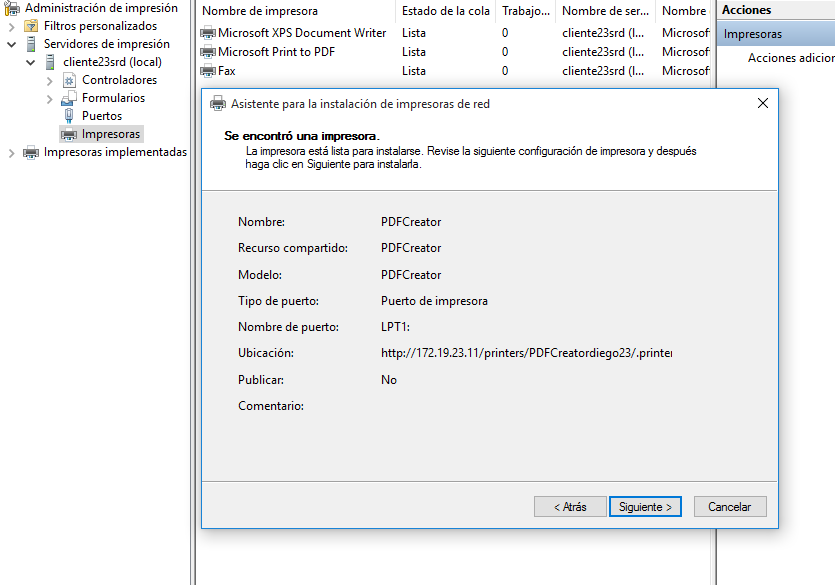 Administración de impresión
Filtros personalizados
Servidores de impresión
cliente23srd (local)
Controladores
Formularios
Puertos
Impresoras
Impresoras implementadas
Nombre de impresora Estado de la cola Trabajo... Nombre de ser... Nombre
Microsoft XPS Document Writer Lista 0 cliente23srd (l... Microsof
Microsoft Print to PDF Lista 0 cliente23srd (l... Microsof
Fax Lista 0 cliente23srd (l... Microsof
Acciones
Impresoras
Acciones adicior
Asistente para la instalación de impresoras de red
Se encontró una impresora.
La impresora está lista para instalarse. Revise la siguiente configuración de impresora y después
haga clic en Siguiente para instalarla.
Nombre: PDFCreator
Recurso compartido: PDFCreator
Modelo: PDFCreator
Tipo de puerto: Puerto de impresora
Nombre de puerto: LPT1:
Ubicación: http://172.19.23.11/printers/PDFCreatordiego23/.printer
Publicar: No
Comentario:
< Atrás Siguiente > Cancelar